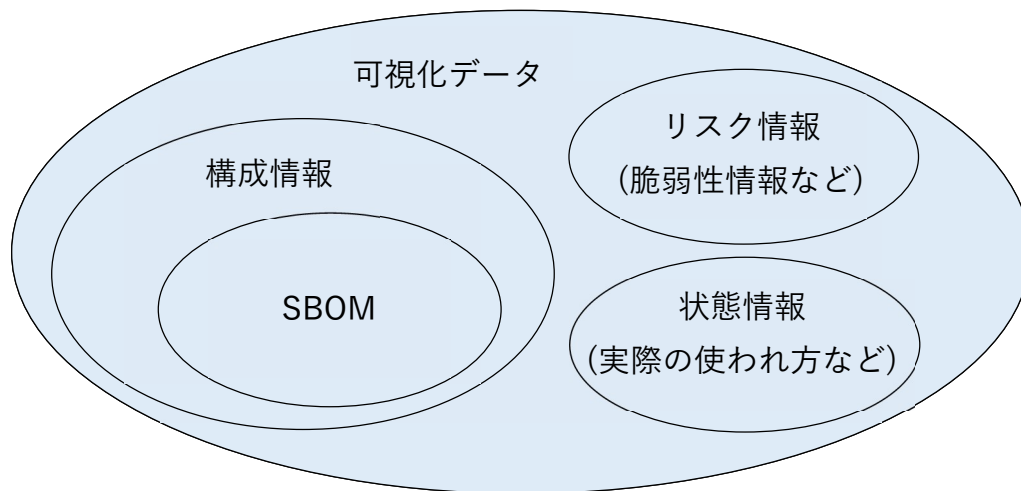 可視化データ
構成情報
SBOM
リスク情報
(脆弱性情報など)
状態情報
(実際の使われ方など)